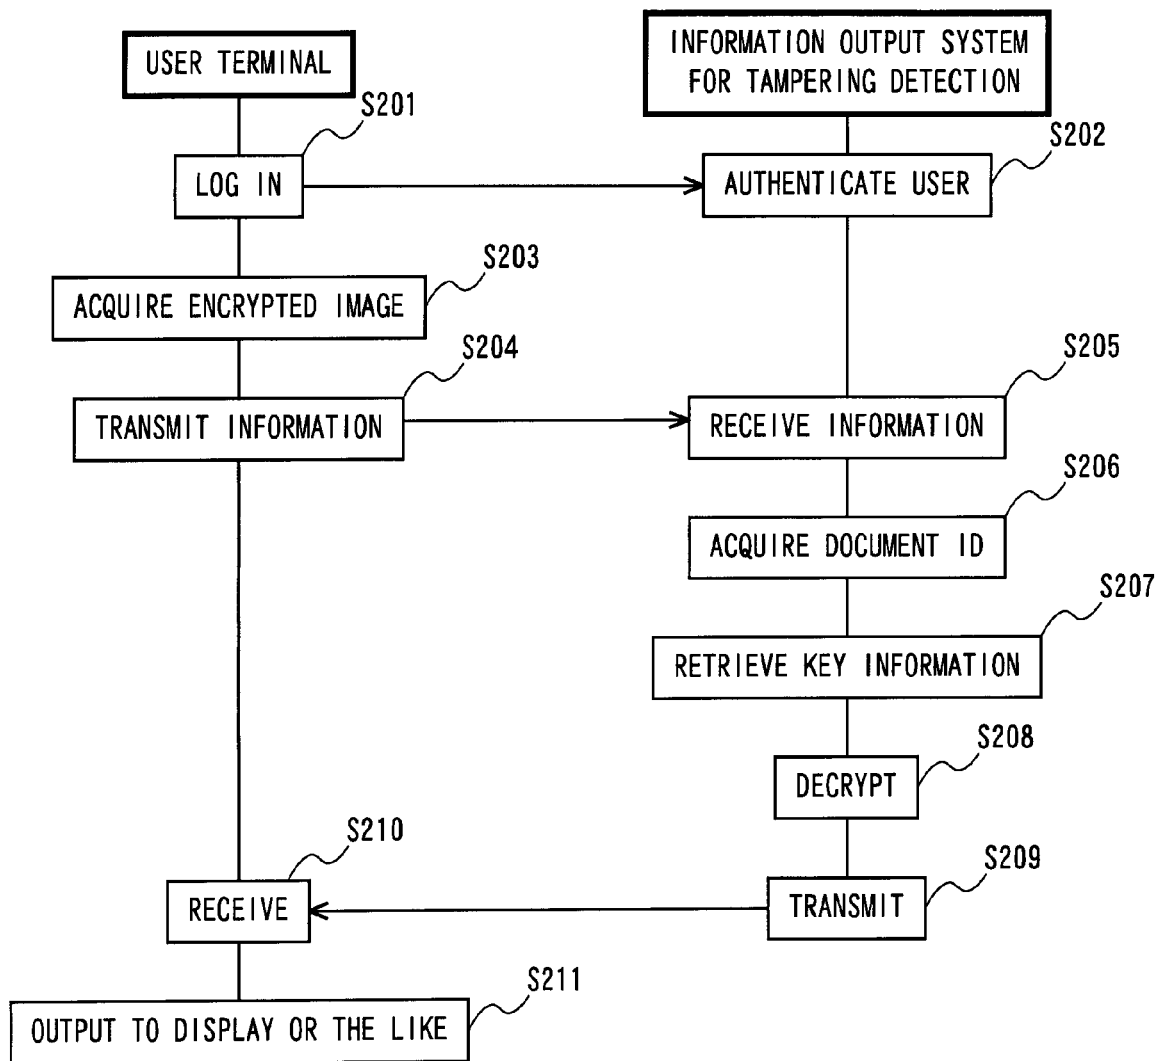 USER TERMINAL
INFORMATION OUTPUT SYSTEM
FOR TAMPERING DETECTION
S201
LOG IN
S202
AUTHENTICATE USER
S203
ACQUIRE ENCRYPTED IMAGE
S204
TRANSMIT INFORMATION
S205
RECEIVE INFORMATION
S206
ACQUIRE DOCUMENT ID
S207
RETRIEVE KEY INFORMATION
S208
DECRYPT
S209
TRANSMIT
S210
RECEIVE
S211
OUTPUT TO DISPLAY OR THE LIKE